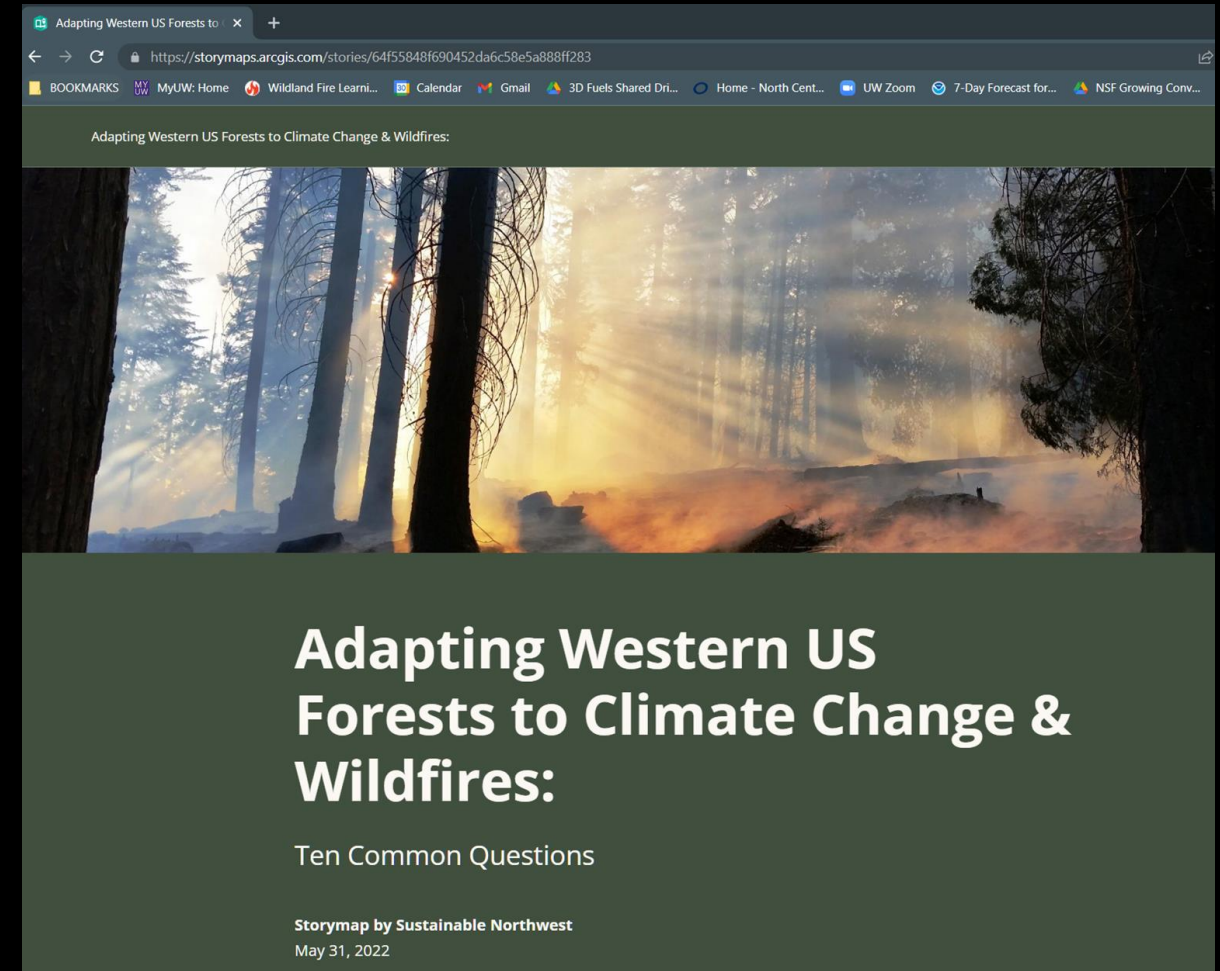 Adapting Western US Forests to
https://storymaps.arcgis.com/stories/64f55848f690452da6c58e5a888ff283
BOOKMARKS MY UW MyUW: Home Wildland Fire Learni... 30 Calendar Gmail 3D Fuels Shared Dri... Home - North Cent... UW Zoom 7-Day Forecast for... NSF Growing Conv...
Adapting Western US Forests to Climate Change & Wildfires:
Adapting Western US
Forests to Climate Change &
Wildfires:
Ten Common Questions
Storymap by Sustainable Northwest
May 31, 2022